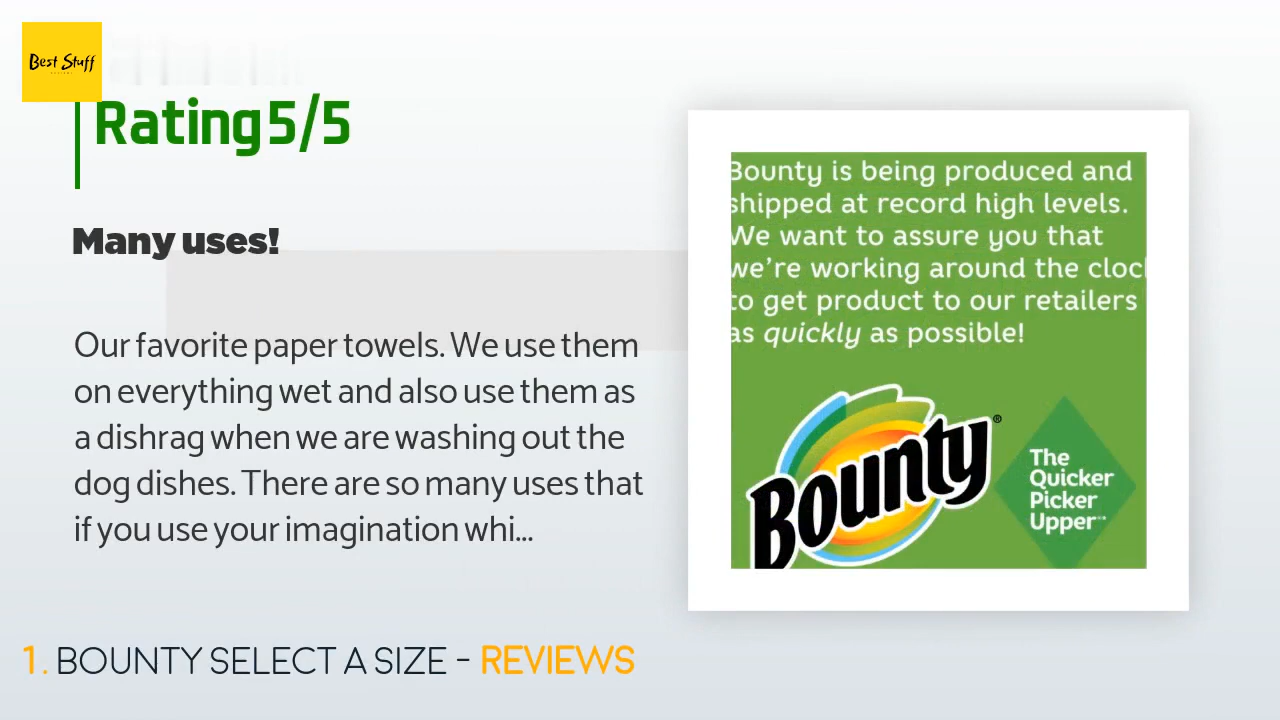 Best Stuff
Rating 5/5
Many uses!
Our favorite paper towels. We use them
on everything wet and also use them as
a dishrag when we are washing out the
dog dishes. There are so many uses that
if you use your imagination whi...
Bounty is being produced and
shipped at record high levels.
We want to assure you that
we're working around the cloc
to get product to our retailers
as quickly as possible!
Bounty®
The
Quicker
Picker
Upper™
1. BOUNTY SELECT A SIZE - REVIEWS